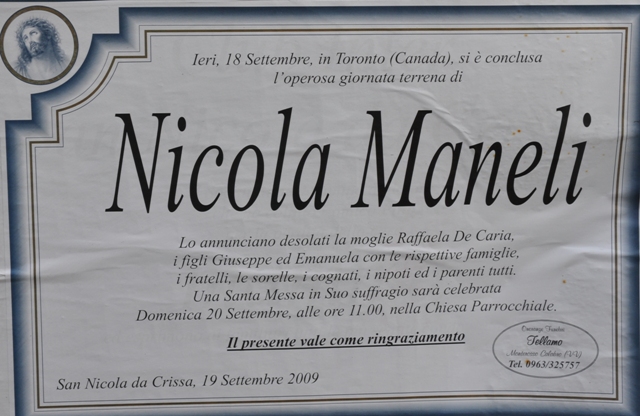 Ieri, 18 Settembre, in Toronto (Canada), si è conclusa
l'operosa giornata terrena di
Nicola Maneli
Lo annunciano desolati la moglie Raffaela De Caria,
i figli Giuseppe ed Emanuela con le rispettive famiglie,
i fratelli, le sorelle, i cognati, i nipoti ed i parenti tutti.
Una Santa Messa in Suo suffragio sarà celebrata
Domenica 20 Settembre, alle ore 11.00, nella Chiesa Parrocchiale.
Il presente vale come ringraziamento
San Nicola da Crissa, 19 Settembre 2009
Onoranze Funebri
Tellamo
(VV)
Tel. 0963/325757